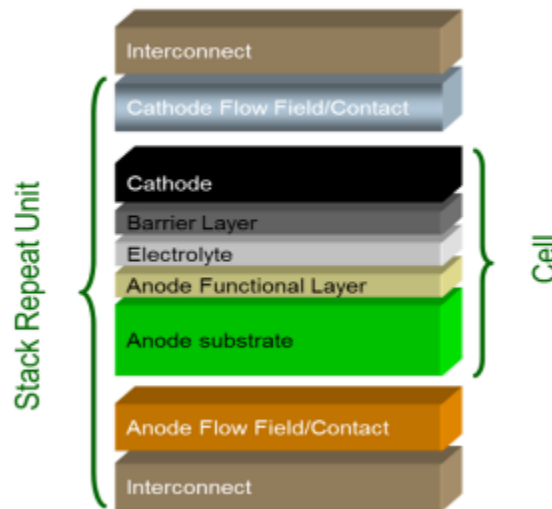 Interconnect
Cathode Flow Field/Contact
Cathode
Barrier Layer
Electrolyte
Anode Functional Layer
Anode substrate
Anode Flow Field/Contact
Interconnect
Stack Repeat Unit
Cell